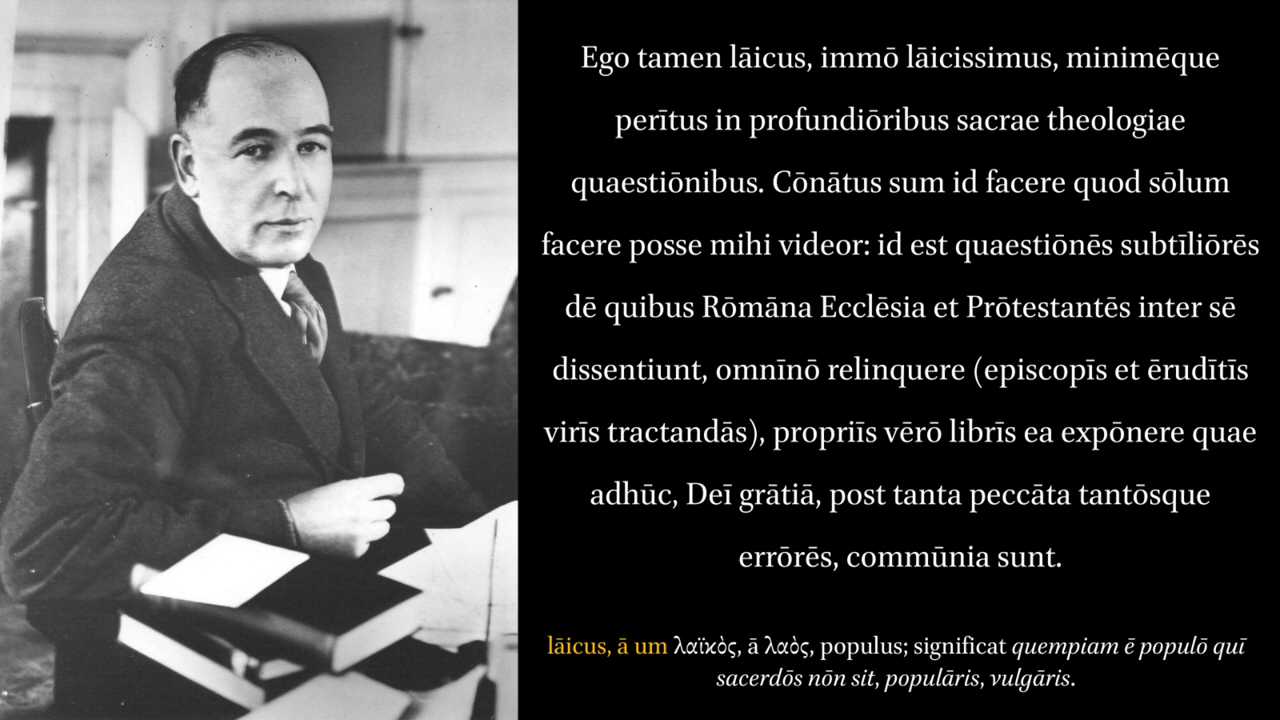 Ego tamen lāicus, immō lāicissimus, minimēque
perītus in profundiōribus sacrae theologiae
quaestiōnibus. Cōnātus sum id facere quod sōlum
facere posse mihi videor: id est quaestiōnēs subtīliōrēs
dē quibus Rōmāna Ecclēsia et Prōtestantēs inter sē
dissentiunt, omnīnō relinquere (episcopīs et ērudītīs
virīs tractandās), propriīs vērō librīs ea expōnere quae
adhūc, Deī grātiā, post tanta peccāta tantōsque
errōrēs, commūnia sunt.
lāicus, ā um λαϊκὸς, ā λαὸς, populus; significat quempiam ē populō quī
sacerdōs nōn sit, populāris, vulgāris.